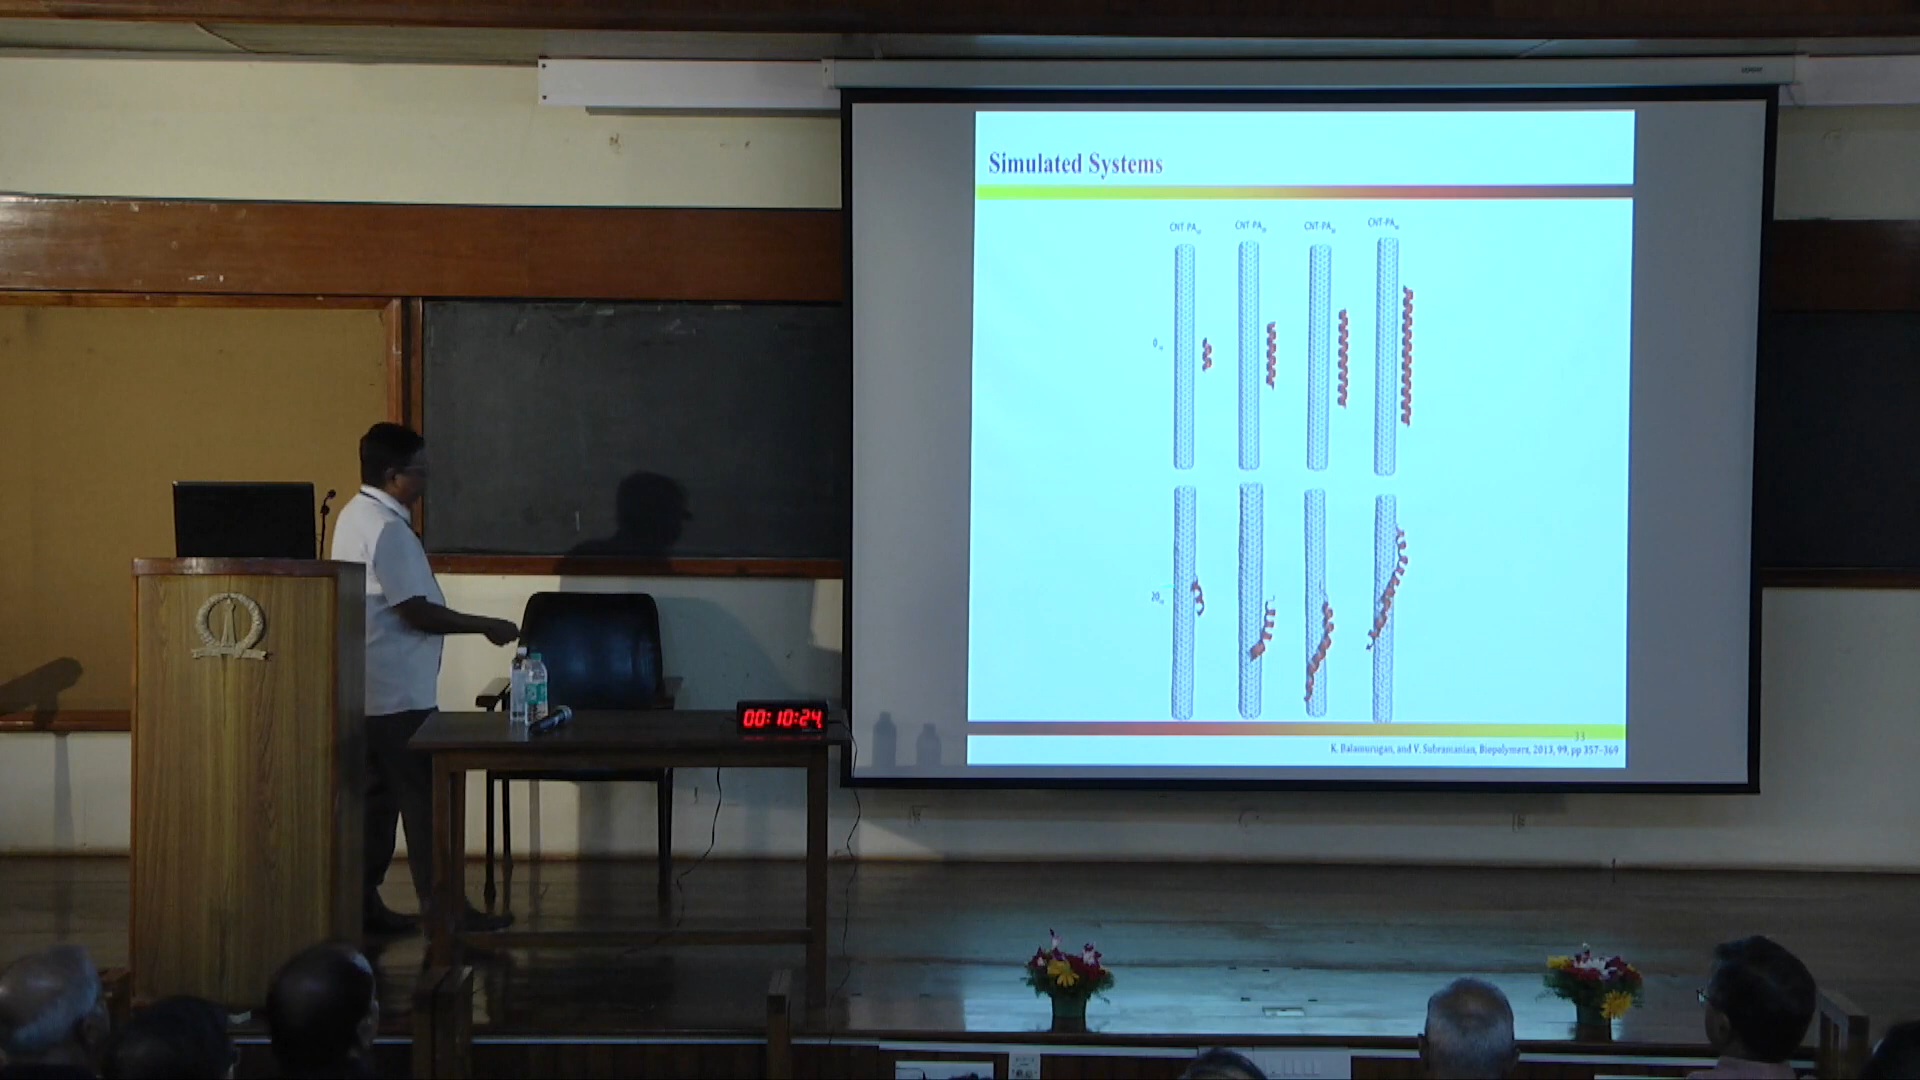 Simulated Systems
CNT-PA CNT-PA CNT-PA CNT-PA
0
20
33
K. Balamurugan, and V. Subramanian, Biopolymers, 2013, 99, pp 357-369
00:10:24